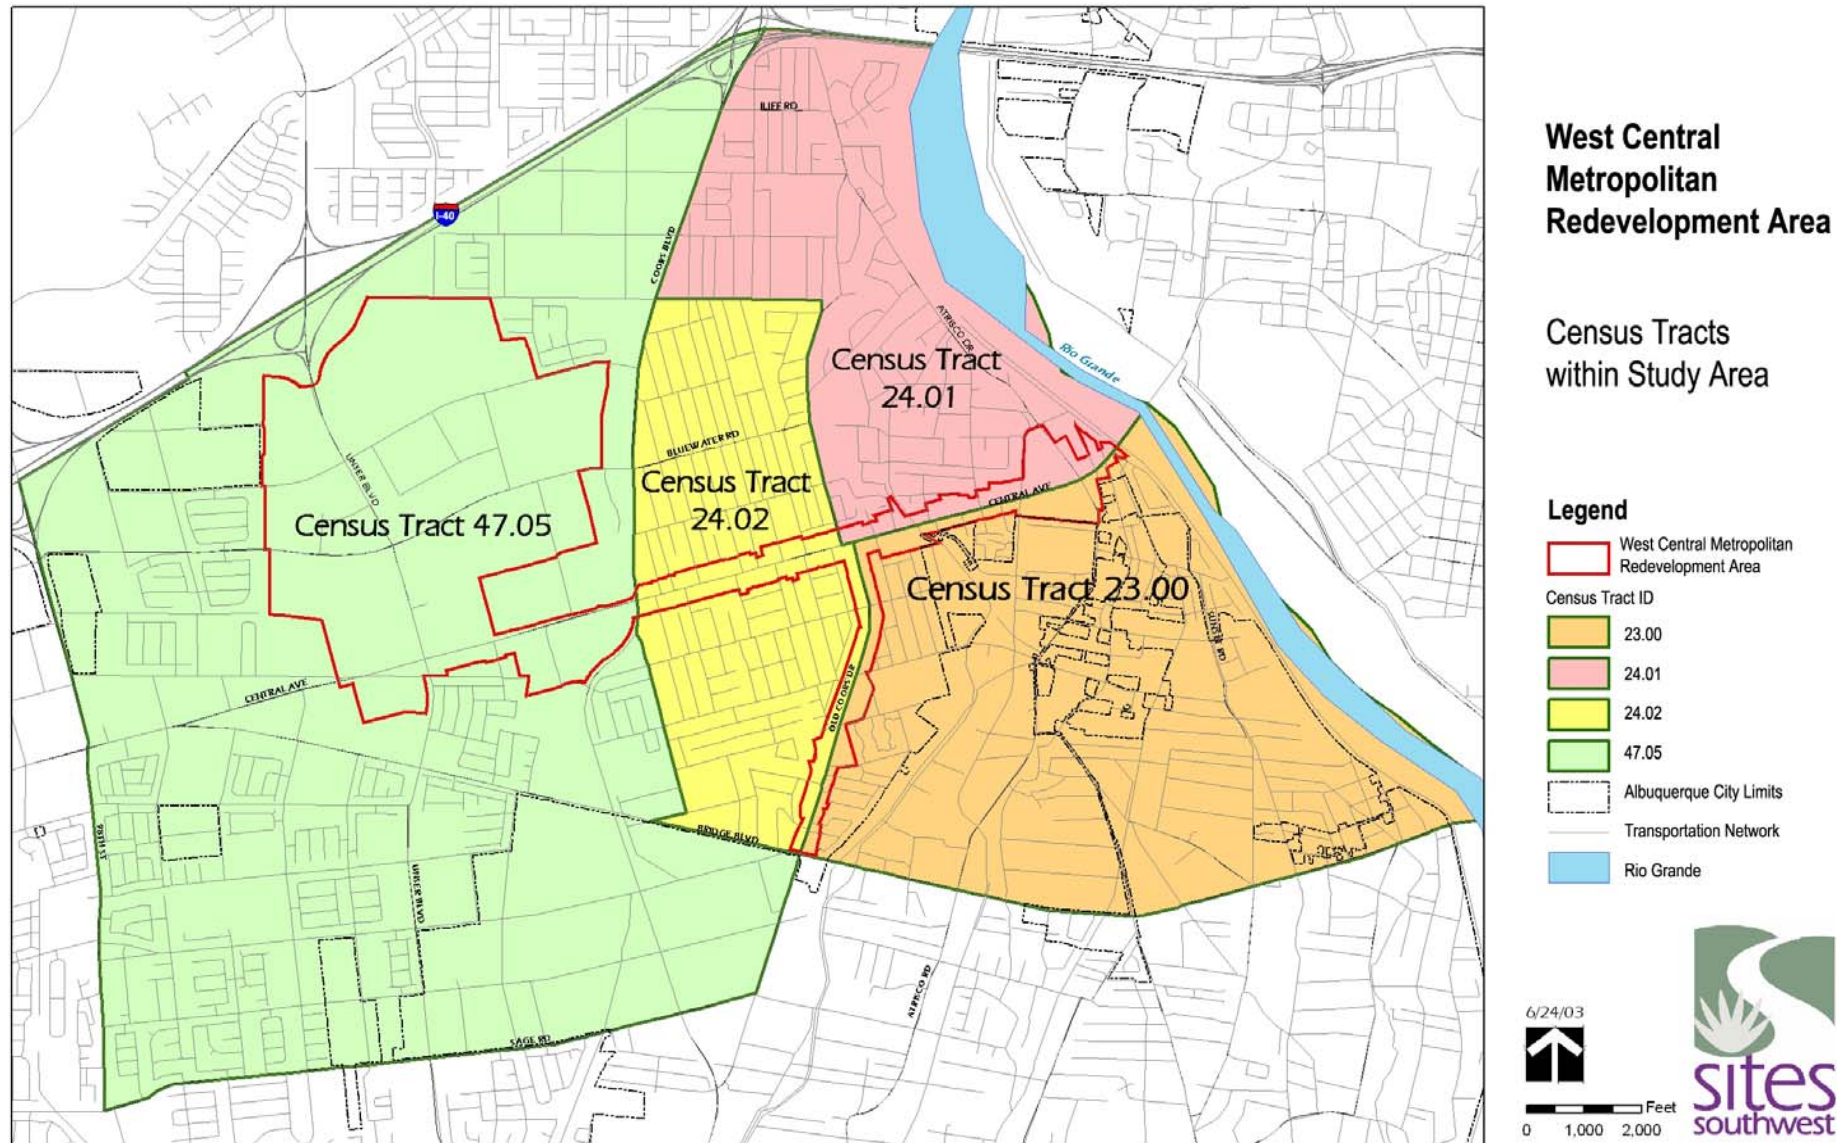 West Central
Metropolitan
Redevelopment Area
Census Tracts
within Study Area
ILIFF RD
I-40
COORS BLVD
ATRISCO DR
Rio Grande
Census Tract
24.01
BLUEWATER RD
Census Tract
24.02
UNSER BLVD
Census Tract 47.05
CENTRAL AVE
Census Tract 23.00
SUNSET RD
OLD COORS DR
CENTRAL AVE
98TH ST
BRIDGE BLVD
UNSER BLVD
ATRISCO RD
SAGE RD
Legend
West Central Metropolitan
Redevelopment Area
Census Tract ID
23.00
24.01
24.02
47.05
Albuquerque City Limits
Transportation Network
Rio Grande
6/24/03
Feet
0 1,000 2,000
sites
southwest